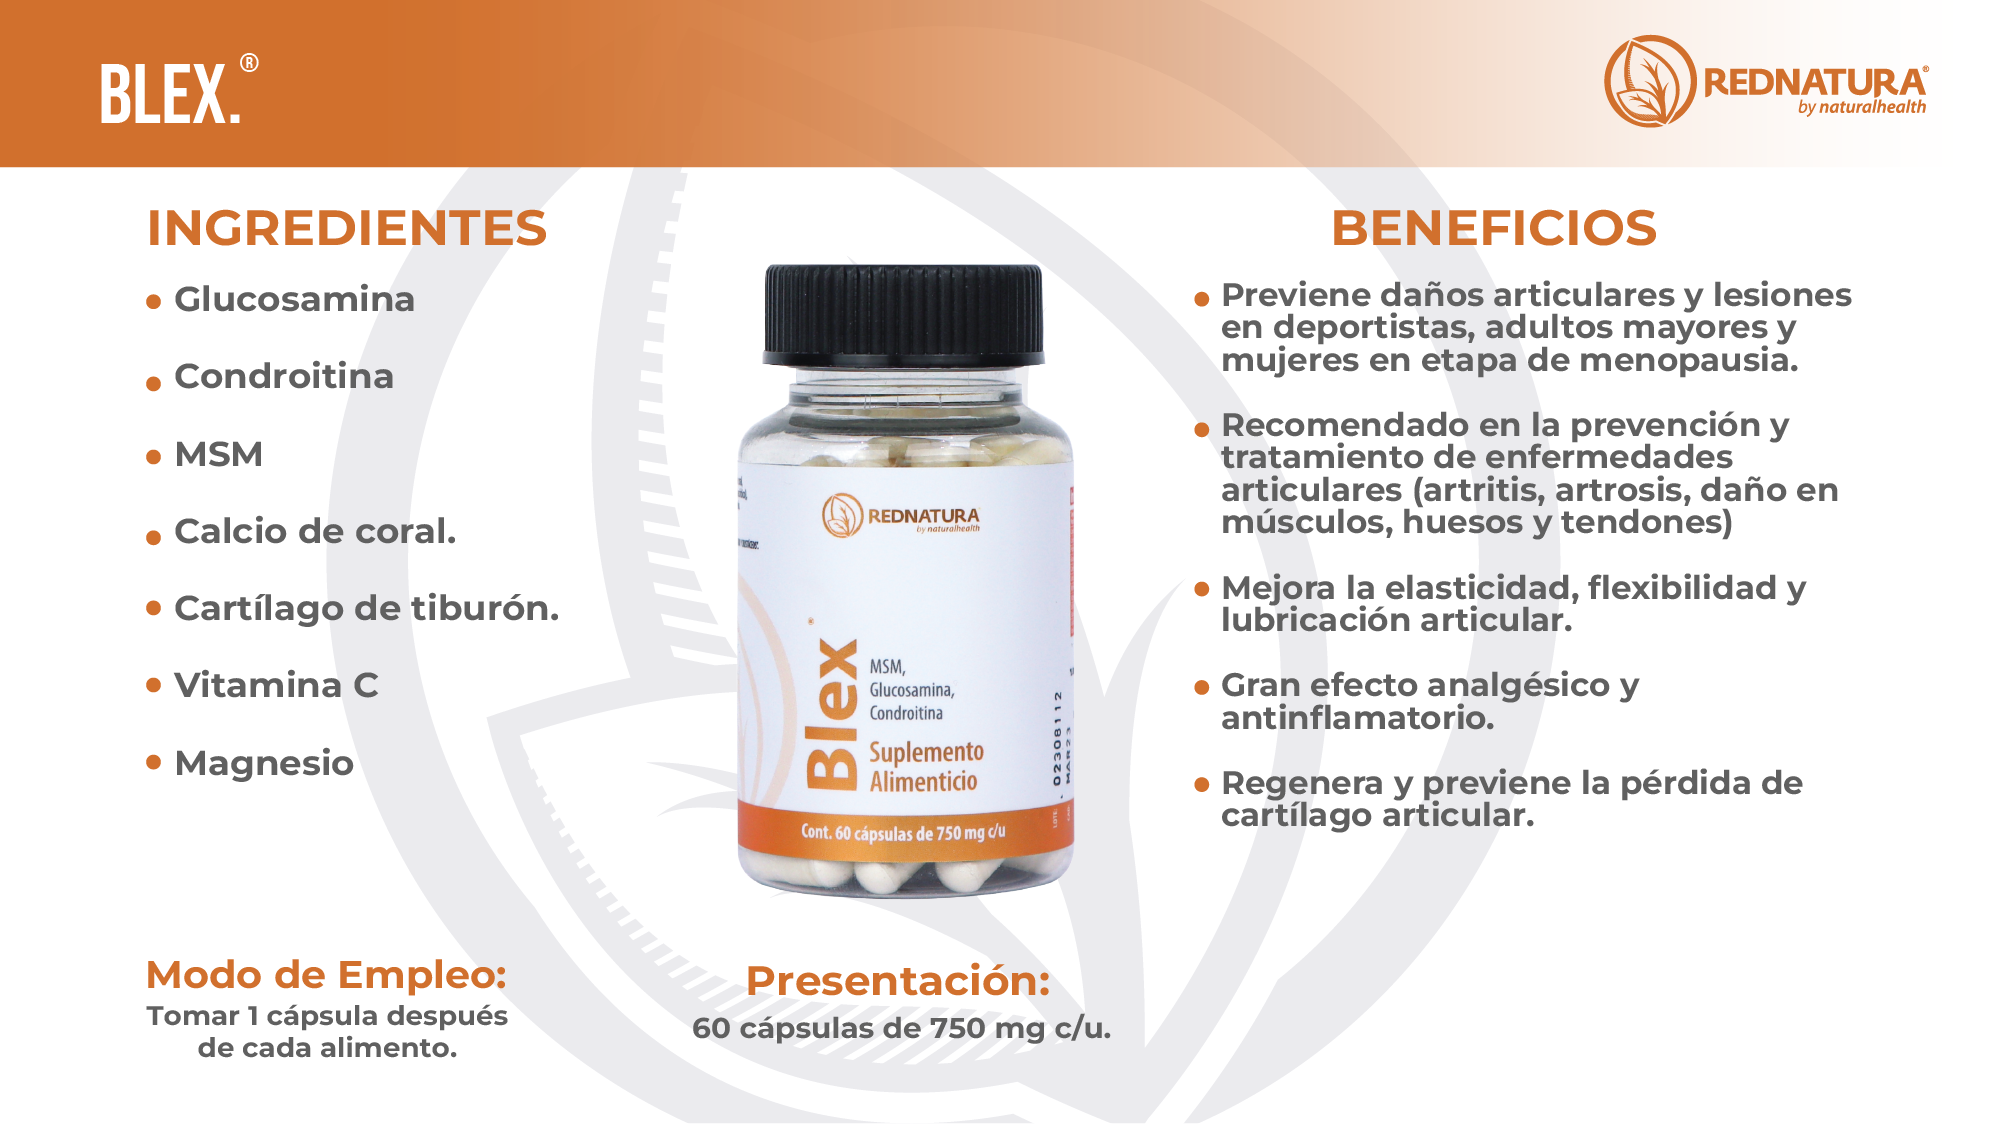 BLEX.®
REDNATURA®
by naturalhealth
INGREDIENTES
• Glucosamina
• Condroitina
• MSM
• Calcio de coral.
• Cartílago de tiburón.
• Vitamina C
• Magnesio
BENEFICIOS
• Previene daños articulares y lesiones
en deportistas, adultos mayores y
mujeres en etapa de menopausia.
• Recomendado en la prevención y
tratamiento de enfermedades
articulares (artritis, artrosis, daño en
músculos, huesos y tendones)
• Mejora la elasticidad, flexibilidad y
lubricación articular.
• Gran efecto analgésico y
antinflamatorio.
• Regenera y previene la pérdida de
cartílago articular.
REDNATURA
by naturalhealth
Blex
MSM,
Glucosamina,
Condroitina
Suplemento
Alimenticio
Cont. 60 cápsulas de 750 mg c/u
02308112
MAR23
Modo de Empleo:
Tomar 1 cápsula después
de cada alimento.
Presentación:
60 cápsulas de 750 mg c/u.